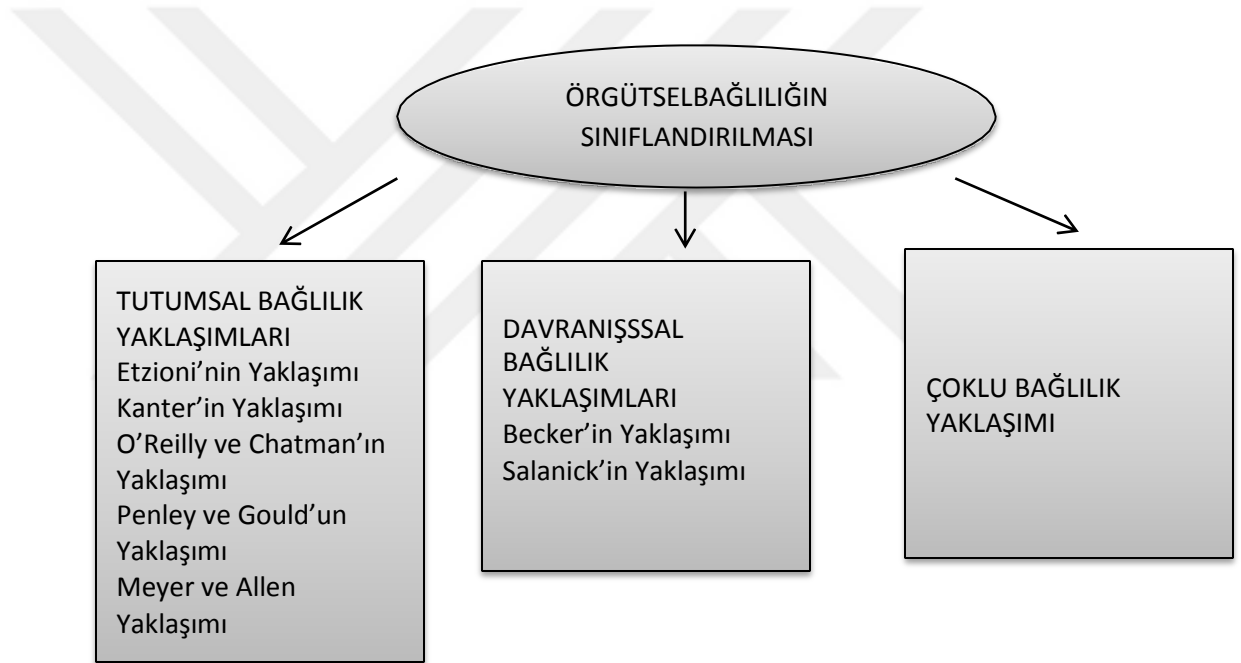 ÖRGÜTSELBAĞLILIĞIN
SINIFLANDIRILMASI
TUTUMSAL BAĞLILIK
YAKLAŞIMLARI
Etzioni’nin Yaklaşımı
Kanter’in Yaklaşımı
O’Reilly ve Chatman’ın
Yaklaşımı
Penley ve Gould’un
Yaklaşımı
Meyer ve Allen
Yaklaşımı
DAVRANIŞSSAL
BAĞLILIK
YAKLAŞIMLARI
Becker’in Yaklaşımı
Salanick’in Yaklaşımı
ÇOKLU BAĞLILIK
YAKLAŞIMI